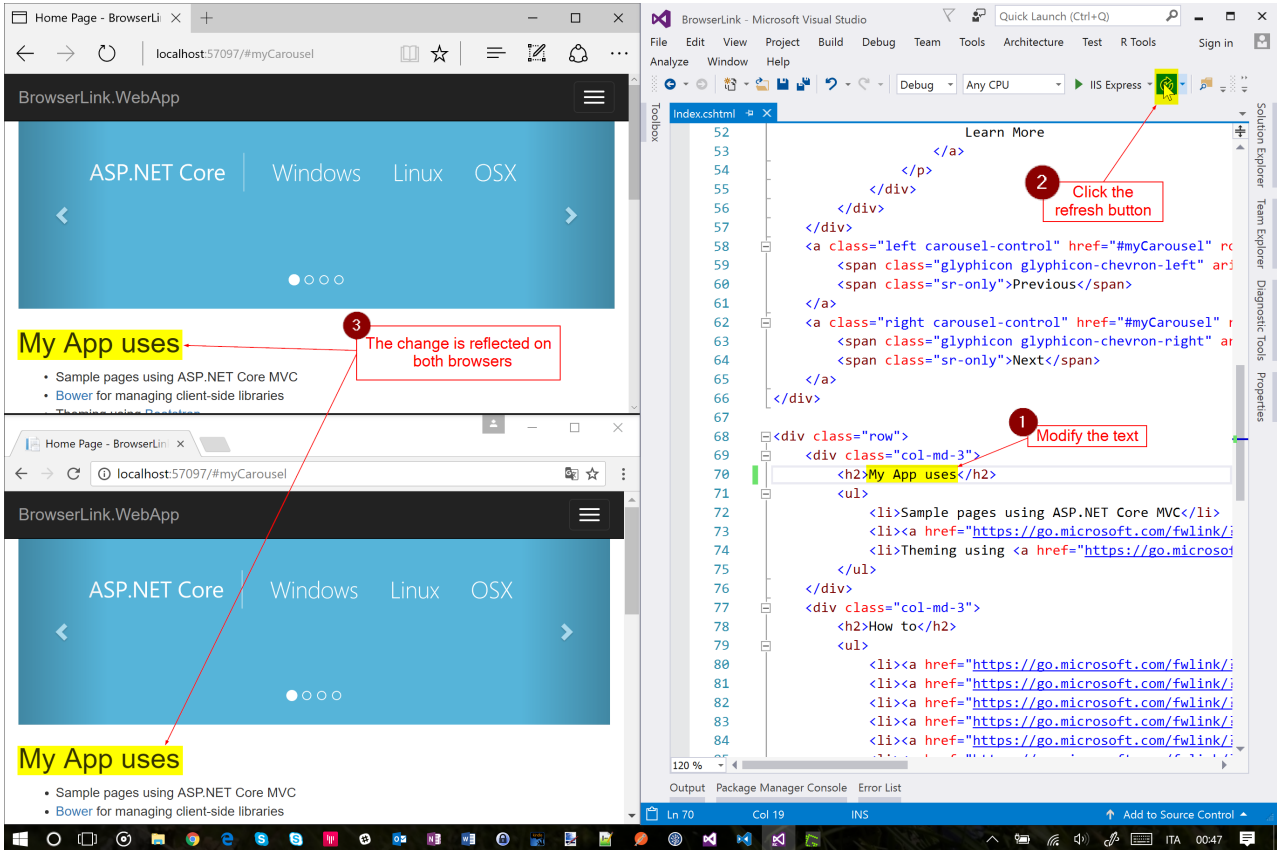 Home Page - BrowserLi
localhost:57097/#myCarousel
BrowserLink.WebApp
ASP.NET Core Windows Linux OSX
My App uses
Sample pages using ASP.NET Core MVC
Bower for managing client-side libraries
Theming using Bootstrap
3
The change is reflected on
both browsers
Home Page - BrowserLin
localhost:57097/#myCarousel
BrowserLink.WebApp
ASP.NET Core Windows Linux OSX
My App uses
Sample pages using ASP.NET Core MVC
Bower for managing client-side libraries
BrowserLink - Microsoft Visual Studio
Quick Launch (Ctrl+Q)
File Edit View Project Build Debug Team Tools Architecture Test R Tools Sign in
Analyze Window Help
Debug Any CPU IIS Express
Toolbox
Index.cshtml
52 Learn More
53 </a>
54 </p>
55 </div>
56 </div>
57 </div>
58 <a class="left carousel-control" href="#myCarousel" ro
59 <span class="glyphicon glyphicon-chevron-left" ari
60 <span class="sr-only">Previous</span>
61 </a>
62 <a class="right carousel-control" href="#myCarousel" r
63 <span class="glyphicon glyphicon-chevron-right" ar
64 <span class="sr-only">Next</span>
65 </a>
66 </div>
67
68 <div class="row">
69 <div class="col-md-3">
70 <h2>My App uses</h2>
71 <ul>
72 <li>Sample pages using ASP.NET Core MVC</li>
73 <li><a href="https://go.microsoft.com/fwlink/?
74 <li>Theming using <a href="https://go.microsof
75 </ul>
76 </div>
77 <div class="col-md-3">
78 <h2>How to</h2>
79 <ul>
80 <li><a href="https://go.microsoft.com/fwlink/?
81 <li><a href="https://go.microsoft.com/fwlink/?
82 <li><a href="https://go.microsoft.com/fwlink/?
83 <li><a href="https://go.microsoft.com/fwlink/?
84 <li><a href="https://go.microsoft.com/fwlink/?
2
Click the
refresh button
1
Modify the text
Solution Explorer
Team Explorer
Diagnostic Tools
Properties
120 %
Output Package Manager Console Error List
Ln 70 Col 19 INS Add to Source Control
ITA 00:47